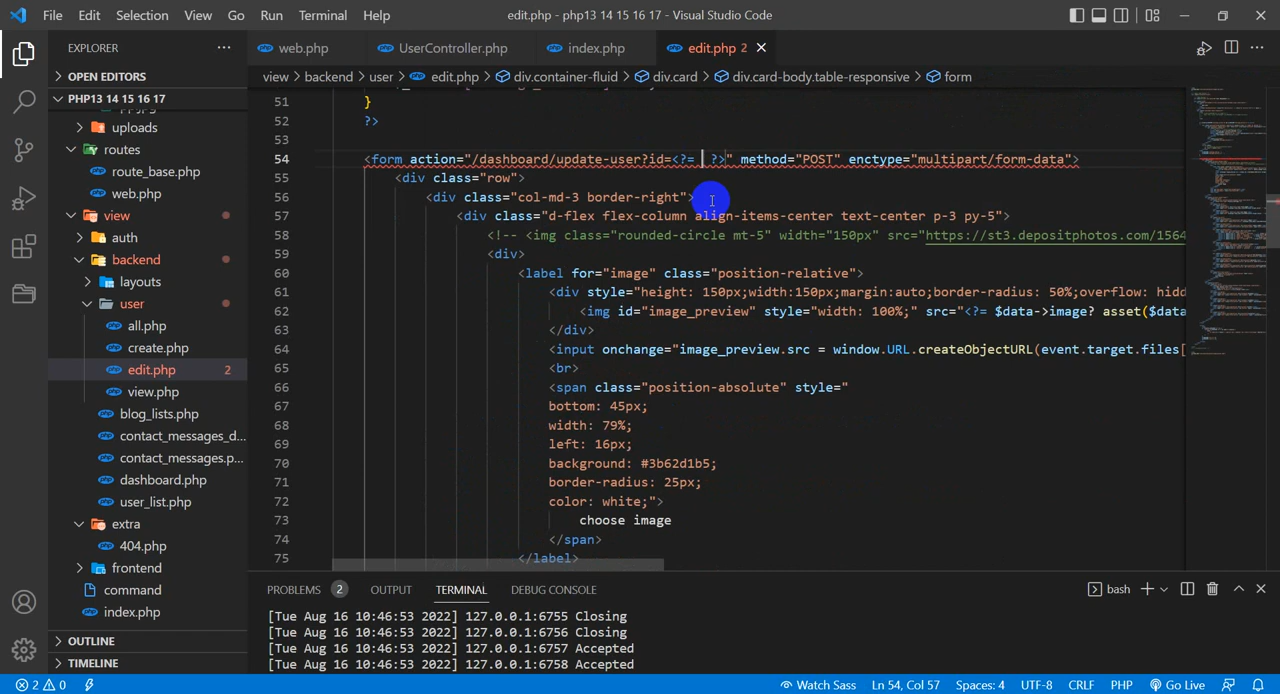 File Edit Selection View Go Run Terminal Help edit.php - php13 14 15 16 17 - Visual Studio Code
EXPLORER
web.php UserController.php index.php edit.php 2
OPEN EDITORS
view > backend > user > edit.php > div.container-fluid > div.card > div.card-body.table-responsive > form
PHP13 14 15 16 17
uploads
routes
route_base.php
web.php
view
auth
backend
layouts
user
all.php
create.php
edit.php 2
view.php
blog_lists.php
contact_messages_d...
contact_messages.p...
dashboard.php
user_list.php
extra
404.php
frontend
command
index.php
OUTLINE
TIMELINE
51 }
52 ?>
53
54 <form action="/dashboard/update-user?id=<?= ?>" method="POST" enctype="multipart/form-data">
55 <div class="row">
56 <div class="col-md-3 border-right">
57 <div class="d-flex flex-column align-items-center text-center p-3 py-5">
58 <!-- <img class="rounded-circle mt-5" width="150px" src="https://st3.depositphotos.com/1564
59 <div>
60 <label for="image" class="position-relative">
61 <div style="height: 150px;width:150px;margin:auto;border-radius: 50%;overflow: hidd
62 <img id="image_preview" style="width: 100%;" src="<?= $data->image? asset($data
63 </div>
64 <input onchange="image_preview.src = window.URL.createObjectURL(event.target.files[
65 <br>
66 <span class="position-absolute" style="
67 bottom: 45px;
68 width: 79%;
69 left: 16px;
70 background: #3b62d1b5;
71 border-radius: 25px;
72 color: white;">
73 choose image
74 </span>
75 </label>
PROBLEMS 2 OUTPUT TERMINAL DEBUG CONSOLE bash
[Tue Aug 16 10:46:53 2022] 127.0.0.1:6755 Closing
[Tue Aug 16 10:46:53 2022] 127.0.0.1:6756 Closing
[Tue Aug 16 10:46:53 2022] 127.0.0.1:6757 Accepted
[Tue Aug 16 10:46:53 2022] 127.0.0.1:6758 Accepted
2 0 Watch Sass Ln 54, Col 57 Spaces: 4 UTF-8 CRLF PHP Go Live